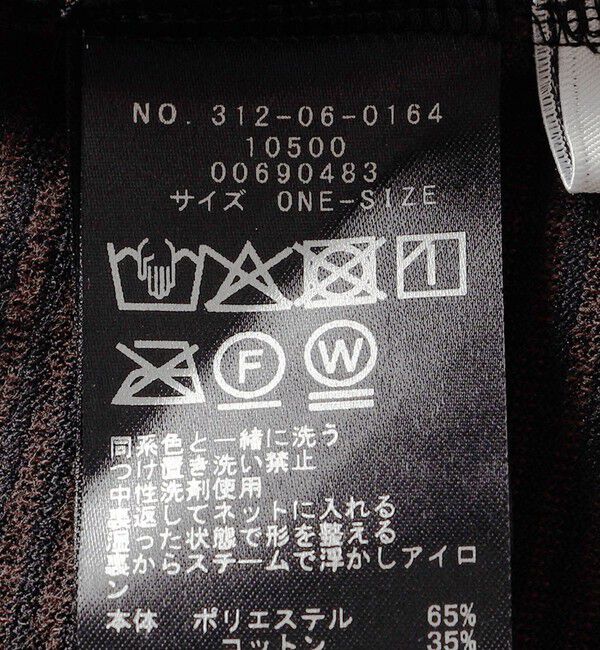 NO. 312-06-0164
10500
00690483
サイズ ONE-SIZE
F
W
同系色と一緒に洗う
つけ置き洗い禁止
中性洗剤使用
裏返してネットに入れる
湿った状態で形を整える
裏からスチームで浮かしアイロ
ン
本体 ポリエステル 65%
コットン 35%